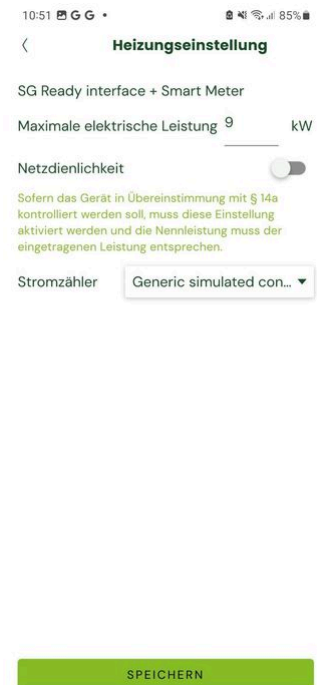 10:51 G G •
85%
Heizungseinstellung
SG Ready interface + Smart Meter
Maximale elektrische Leistung 9 kW
Netzdienlichkeit
Sofern das Gerät in Übereinstimmung mit § 14a
kontrolliert werden soll, muss diese Einstellung
aktiviert werden und die Nennleistung muss der
eingetragenen Leistung entsprechen.
Stromzähler Generic simulated con...
SPEICHERN